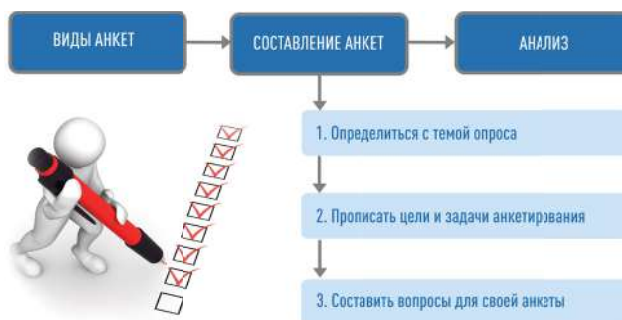 ВИДЫ АНКЕТ
СОСТАВЛЕНИЕ АНКЕТ
АНАЛИЗ
1. Определиться с темой опроса
2. Прописать цели и задачи анкетирования
3. Составить вопросы для своей анкеты